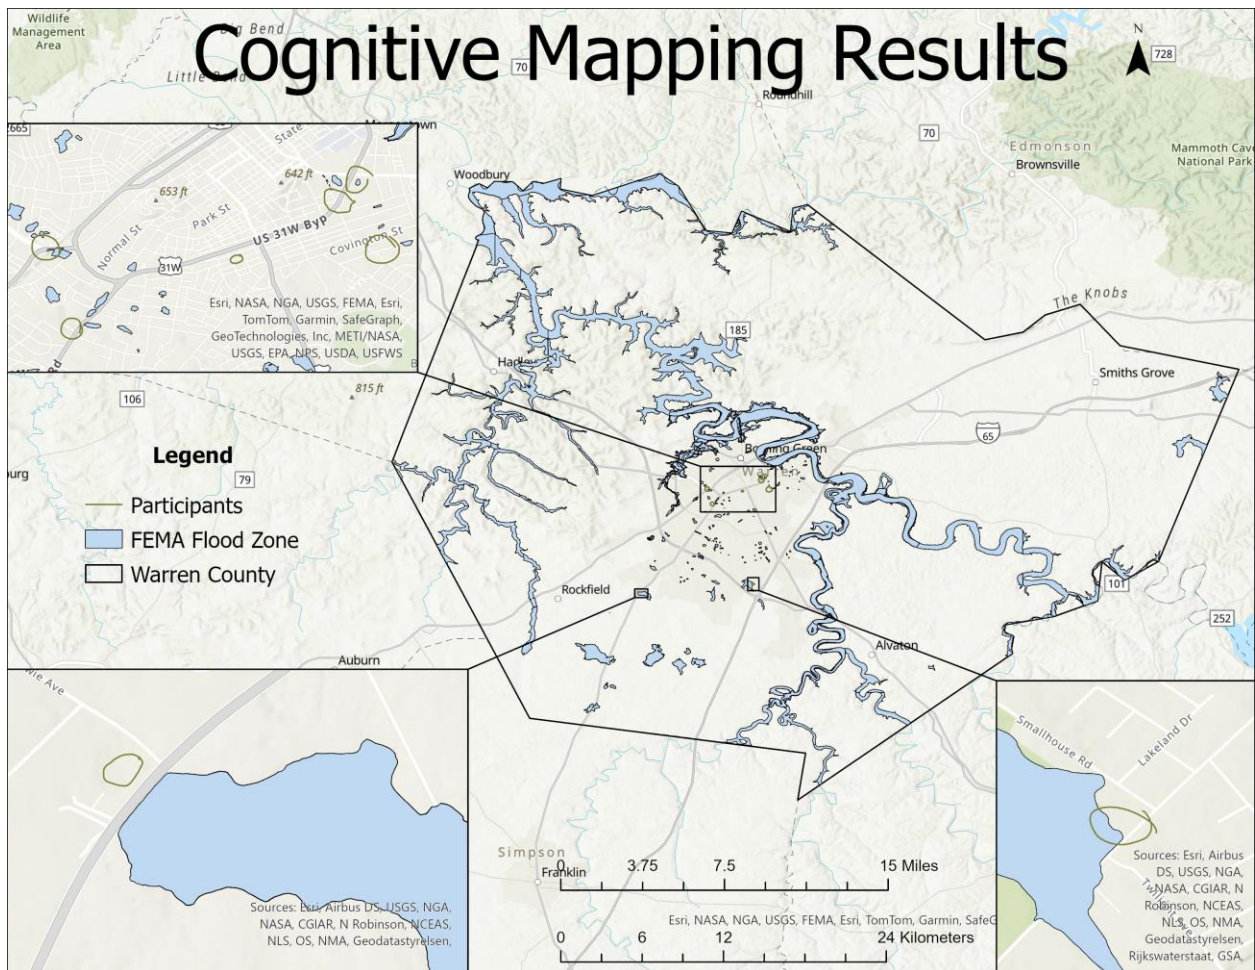 Cognitive Mapping Results
Wildlife
Management
Area
Big Bend
70
N
728
Roundhill
70
Edmonson
Brownsville
Mammoth Cave
National Park
State
642 ft
653 ft
Park St
Normal St
US 31W Byp
Covington St
31W
Esri, NASA, NGA, USGS, FEMA, Esri,
TomTom, Garmin, SafeGraph,
GeoTechnologies, Inc, METI/NASA,
USGS, EPA, NPS, USDA, USFWS
Rd
Woodbury
The Knobs
185
Smiths Grove
65
815 ft
106
79
Legend
Participants
FEMA Flood Zone
Warren County
Bowling Green
Rockfield
101
252
Auburn
Alvaton
Smallhouse Rd
Lakeland Dr
Sources: Esri, Airbus
DS, USGS, NGA,
NASA, CGIAR, N
Robinson, NCEAS,
NLS, OS, NMA,
Geodatastyrelsen,
Rijkswaterstaat, GSA,
Sources: Esri, Airbus DS, USGS, NGA,
NASA, CGIAR, N Robinson, NCEAS,
NLS, OS, NMA, Geodatastyrelsen,
Simpson
Franklin
0 3.75 7.5 15 Miles
Esri, NASA, NGA, USGS, FEMA, Esri, TomTom, Garmin, SafeG
0 6 12 24 Kilometers